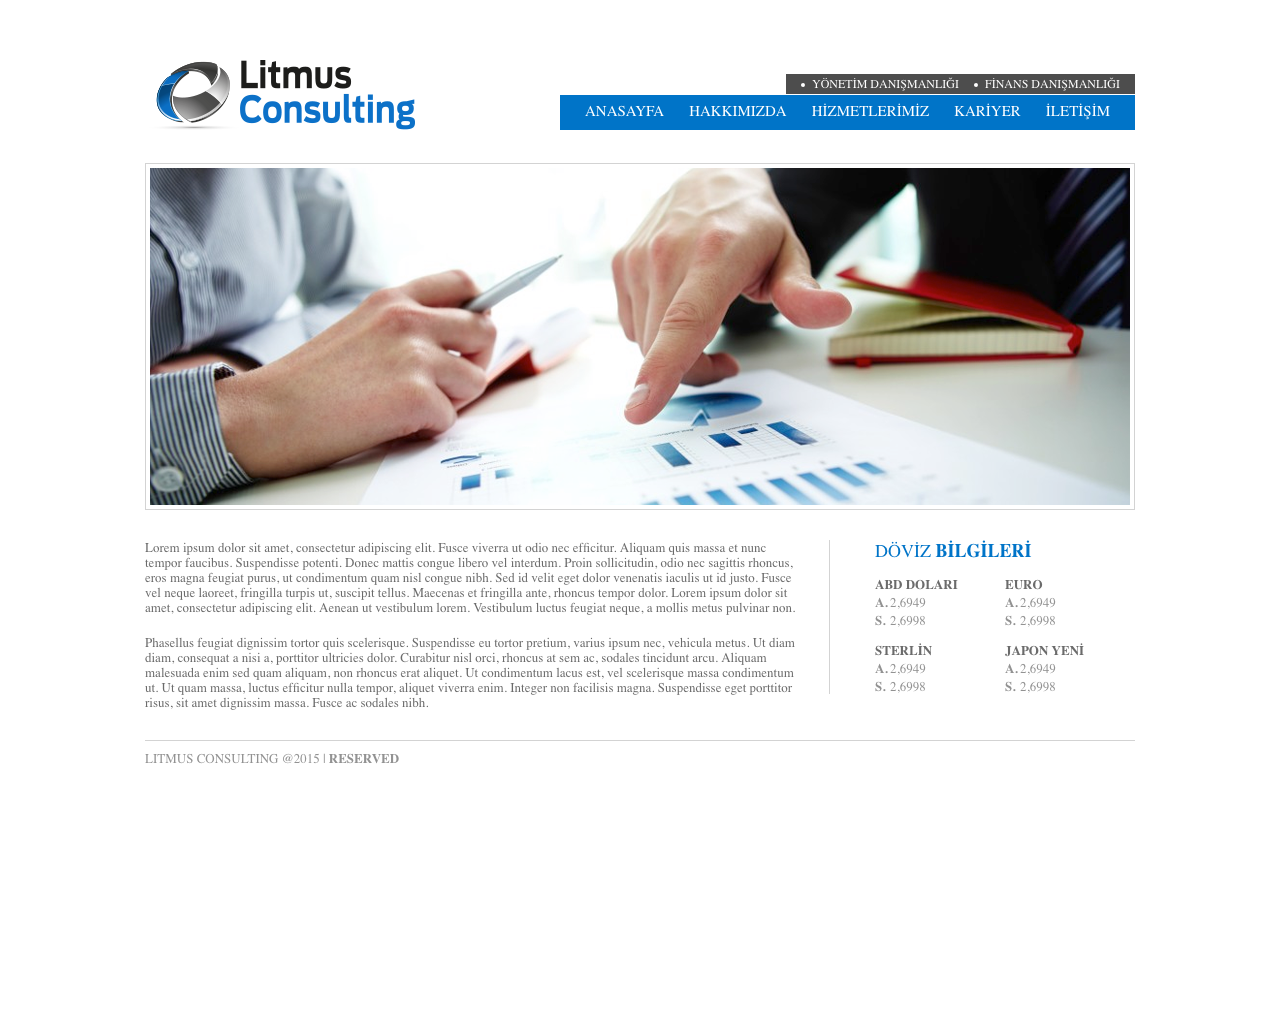 Litmus
Consulting
YÖNETİM DANIŞMANLIĞI
FİNANS DANIŞMANLIĞI
ANASAYFA HAKKIMIZDA HİZMETLERİMİZ KARİYER İLETİŞİM
Lorem ipsum dolor sit amet, consectetur adipiscing elit. Fusce viverra ut odio nec efficitur. Aliquam quis massa et nunc
tempor faucibus. Suspendisse potenti. Donec mattis congue libero vel interdum. Proin sollicitudin, odio nec sagittis rhoncus,
eros magna feugiat purus, ut condimentum quam nisl congue nibh. Sed id velit eget dolor venenatis iaculis ut id justo. Fusce
vel neque laoreet, fringilla turpis ut, suscipit tellus. Maecenas et fringilla ante, rhoncus tempor dolor. Lorem ipsum dolor sit
amet, consectetur adipiscing elit. Aenean ut vestibulum lorem. Vestibulum luctus feugiat neque, a mollis metus pulvinar non.
Phasellus feugiat dignissim tortor quis scelerisque. Suspendisse eu tortor pretium, varius ipsum nec, vehicula metus. Ut diam
diam, consequat a nisi a, porttitor ultricies dolor. Curabitur nisl orci, rhoncus at sem ac, sodales tincidunt arcu. Aliquam
malesuada enim sed quam aliquam, non rhoncus erat aliquet. Ut condimentum lacus est, vel scelerisque massa condimentum
ut. Ut quam massa, luctus efficitur nulla tempor, aliquet viverra enim. Integer non facilisis magna. Suspendisse eget porttitor
risus, sit amet dignissim massa. Fusce ac sodales nibh.
DÖVİZ BİLGİLERİ
ABD DOLARI
A. 2,6949
S. 2,6998
EURO
A. 2,6949
S. 2,6998
STERLİN
A. 2,6949
S. 2,6998
JAPON YENİ
A. 2,6949
S. 2,6998
LITMUS CONSULTING @2015 | RESERVED